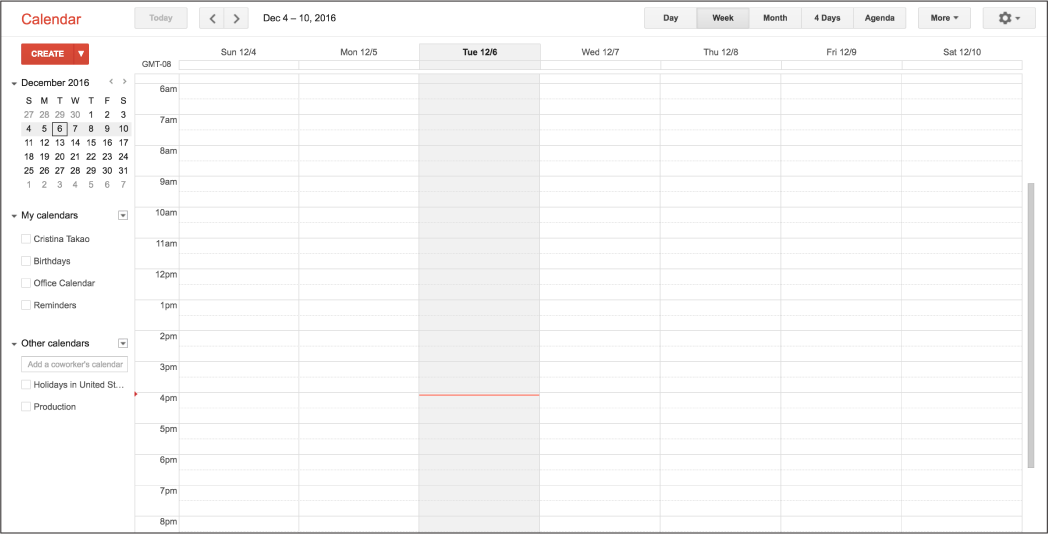 Calendar Today Dec 4 – 10, 2016 Day Week Month 4 Days Agenda More
CREATE
Sun 12/4 Mon 12/5 Tue 12/6 Wed 12/7 Thu 12/8 Fri 12/9 Sat 12/10
GMT-08
December 2016
S M T W T F S
27 28 29 30 1 2 3
4 5 6 7 8 9 10
11 12 13 14 15 16 17
18 19 20 21 22 23 24
25 26 27 28 29 30 31
1 2 3 4 5 6 7
My calendars
Cristina Takao
Birthdays
Office Calendar
Reminders
Other calendars
Add a coworker's calendar
Holidays in United St...
Production
6am
7am
8am
9am
10am
11am
12pm
1pm
2pm
3pm
4pm
5pm
6pm
7pm
8pm